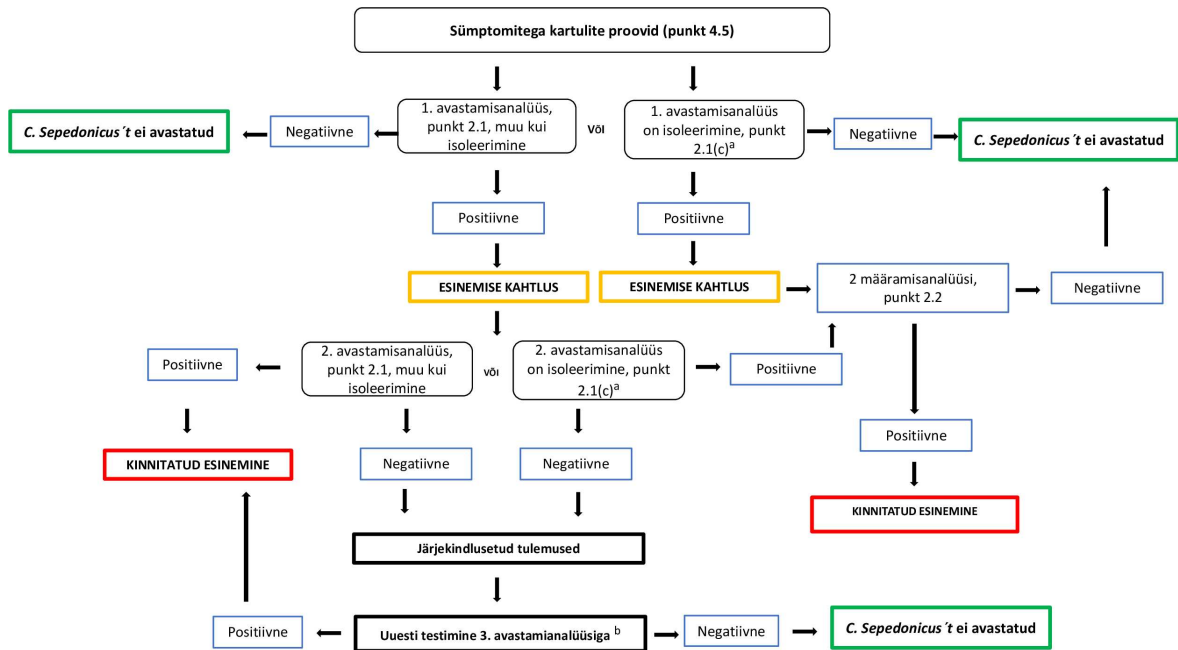 Sümptomitega kartulite proovid (punkt 4.5)
1. avastamisanalüüs,
punkt 2.1, muu kui
isoleerimine
VÕI
1. avastamisanalüüs
on isoleerimine, punkt
2.1(c)a
Negatiivne
C. Sepedonicus´t ei avastatud
Negatiivne
C. Sepedonicus´t ei avastatud
Positiivne
Positiivne
ESINEMISE KAHTLUS
ESINEMISE KAHTLUS
2 määramisanalüüsi,
punkt 2.2
Negatiivne
Positiivne
2. avastamisanalüüs,
punkt 2.1, muu kui
isoleerimine
VÕI
2. avastamisanalüüs
on isoleerimine, punkt
2.1(c)a
Positiivne
Positiivne
KINNITATUD ESINEMINE
Negatiivne
Negatiivne
KINNITATUD ESINEMINE
Järjekindlusetud tulemused
Positiivne
Uuesti testimine 3. avastamianalüüsiga b
Negatiivne
C. Sepedonicus´t ei avastatud